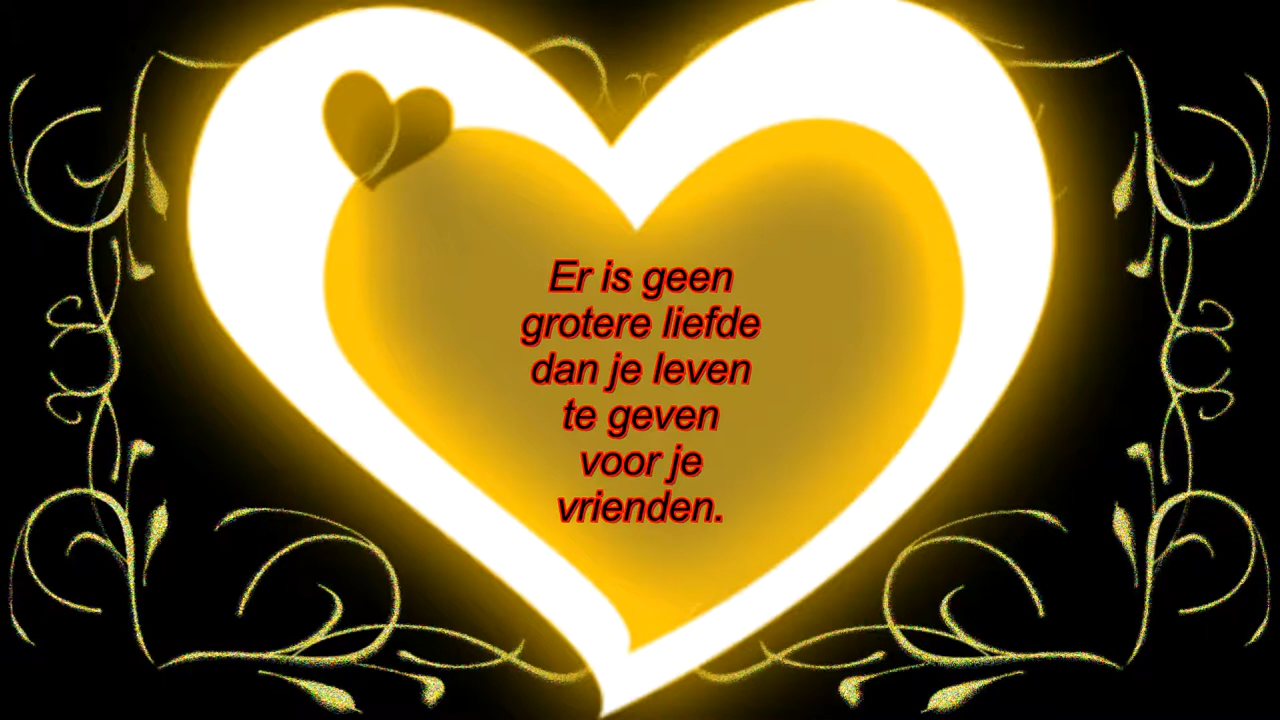 Er is geen
grotere liefde
dan je leven
te geven
voor je
vrienden.